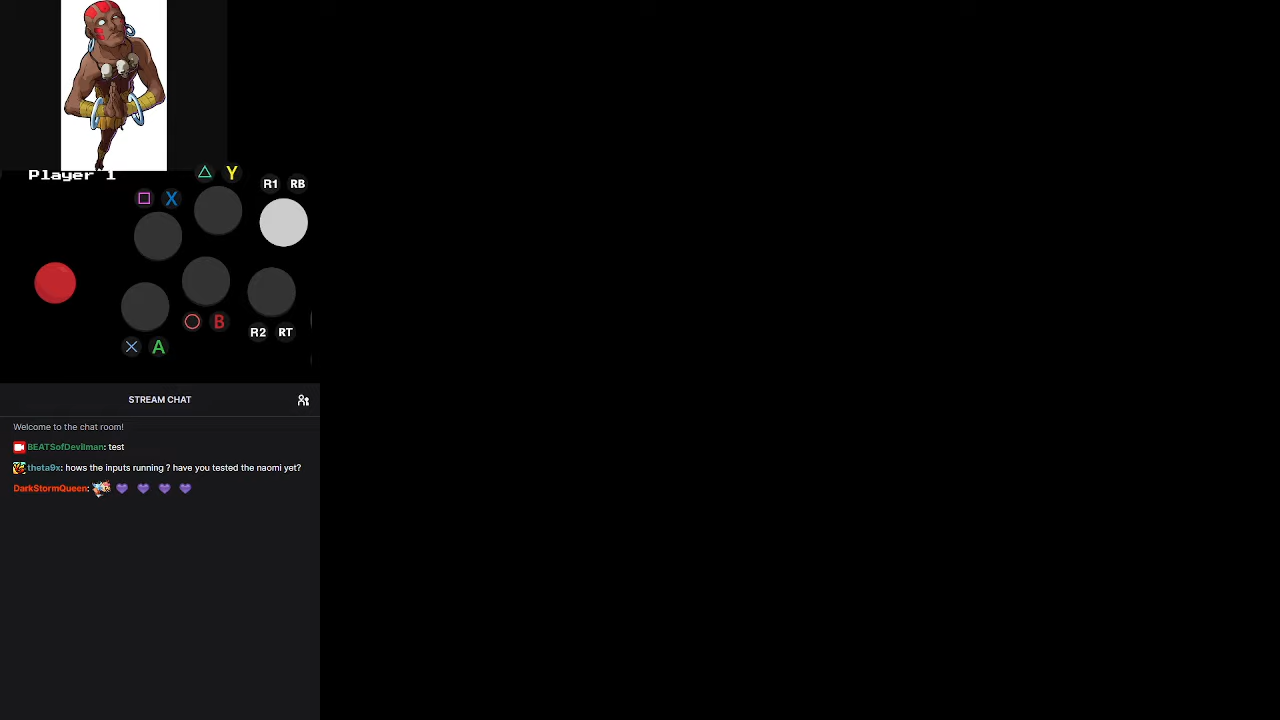 Player 1
Y
R1 RB
X
B
R2 RT
A
STREAM CHAT
Welcome to the chat room!
BEATSofDevilman: test
theta9x: hows the inputs running ? have you tested the naomi yet?
DarkStormQueen: